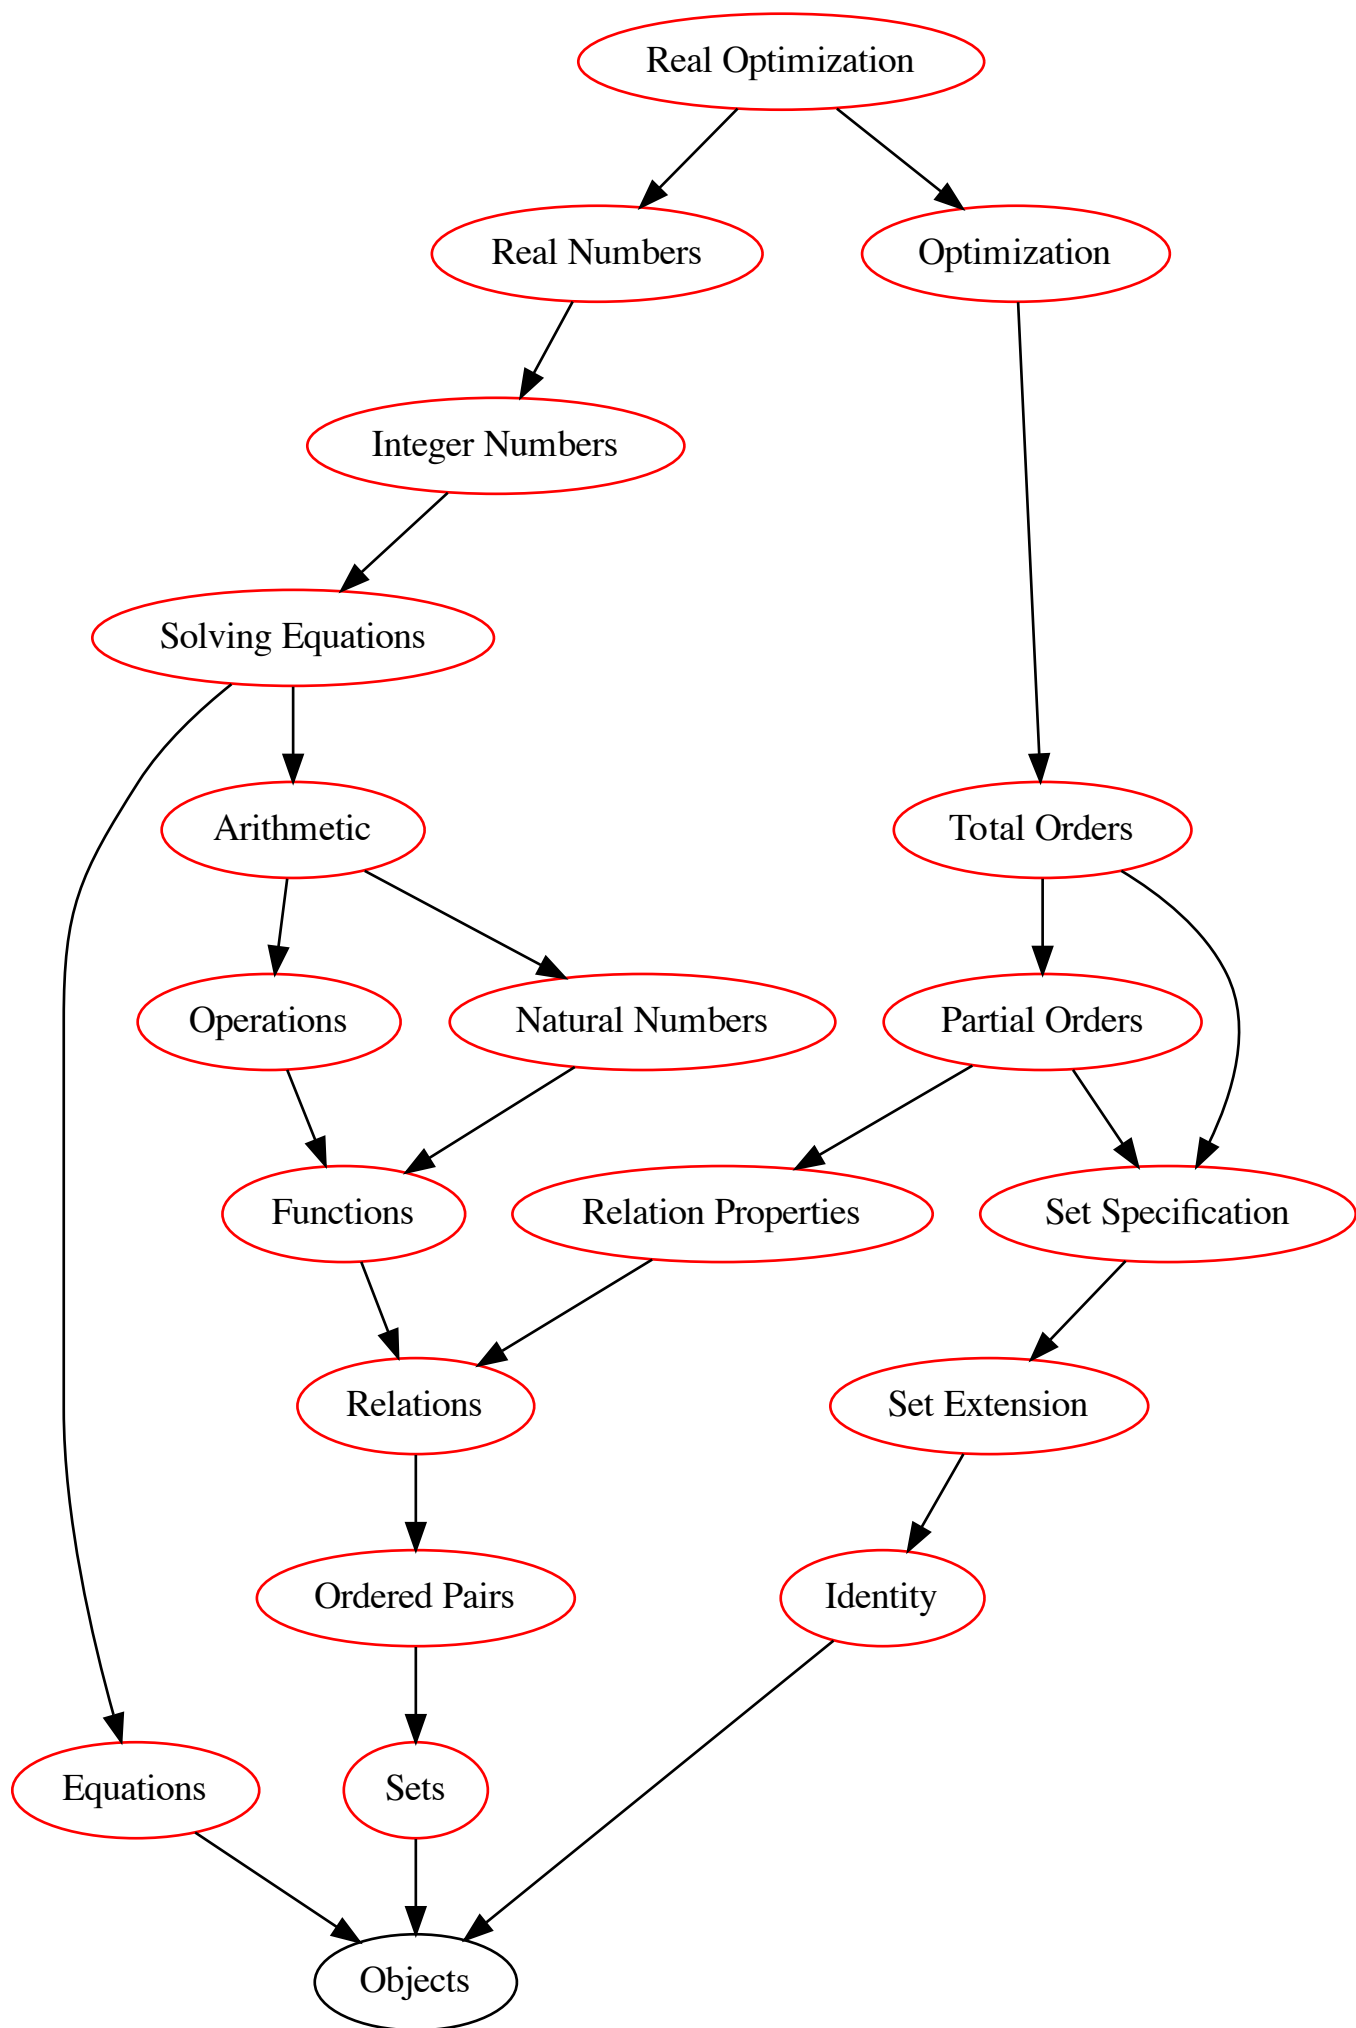 Real Optimization
Real Numbers
Optimization
Integer Numbers
Solving Equations
Arithmetic
Total Orders
Operations
Natural Numbers
Partial Orders
Functions
Relation Properties
Set Specification
Relations
Set Extension
Ordered Pairs
Identity
Equations
Sets
Objects